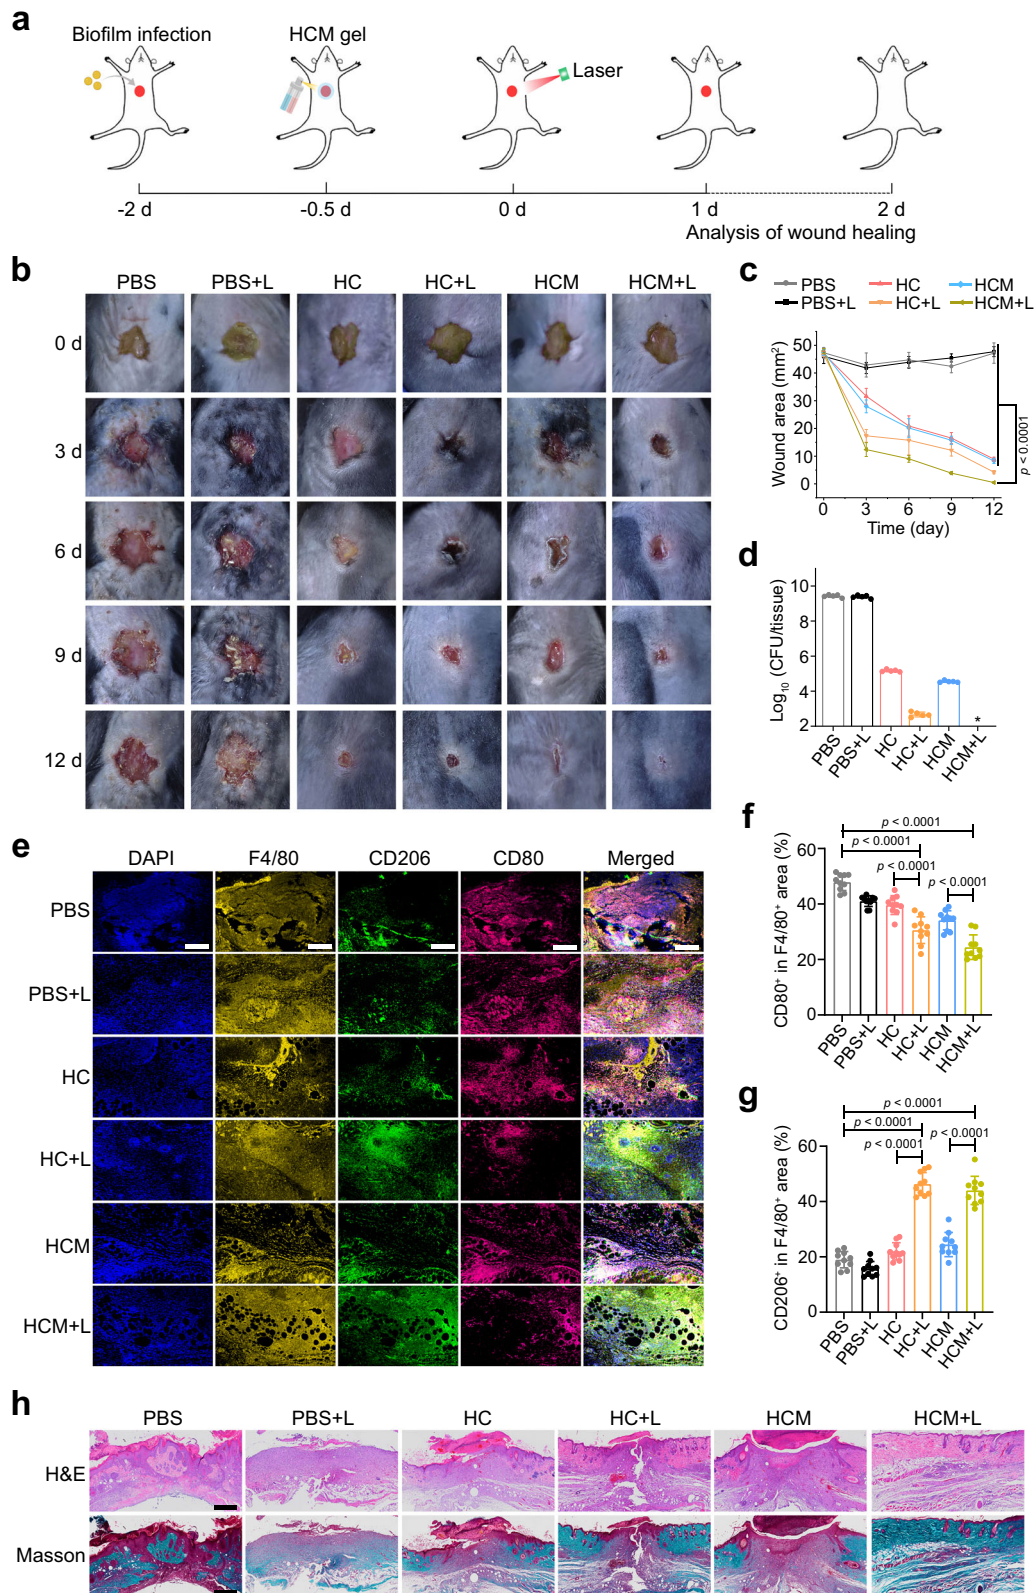 a
Biofilm infection
HCM gel
Laser
-2 d
-0.5 d
0 d
1 d
2 d
Analysis of wound healing
b
PBS
PBS+L
HC
HC+L
HCM
HCM+L
0 d
3 d
6 d
9 d
12 d
c
PBS
HC
HCM
PBS+L
HC+L
HCM+L
Wound area (mm²)
50
40
30
20
10
0
0
3
6
9
12
Time (day)
p < 0.0001
d
Log₁₀ (CFU/tissue)
10
8
6
4
2
*
PBS
PBS+L
HC
HC+L
HCM
HCM+L
e
DAPI
F4/80
CD206
CD80
Merged
PBS
PBS+L
HC
HC+L
HCM
HCM+L
f
CD80⁺ in F4/80⁺ area (%)
60
40
20
0
p < 0.0001
p < 0.0001
p < 0.0001
p < 0.0001
PBS
PBS+L
HC
HC+L
HCM
HCM+L
g
CD206⁺ in F4/80⁺ area (%)
60
40
20
0
p < 0.0001
p < 0.0001
p < 0.0001
p < 0.0001
PBS
PBS+L
HC
HC+L
HCM
HCM+L
h
PBS
PBS+L
HC
HC+L
HCM
HCM+L
H&E
Masson